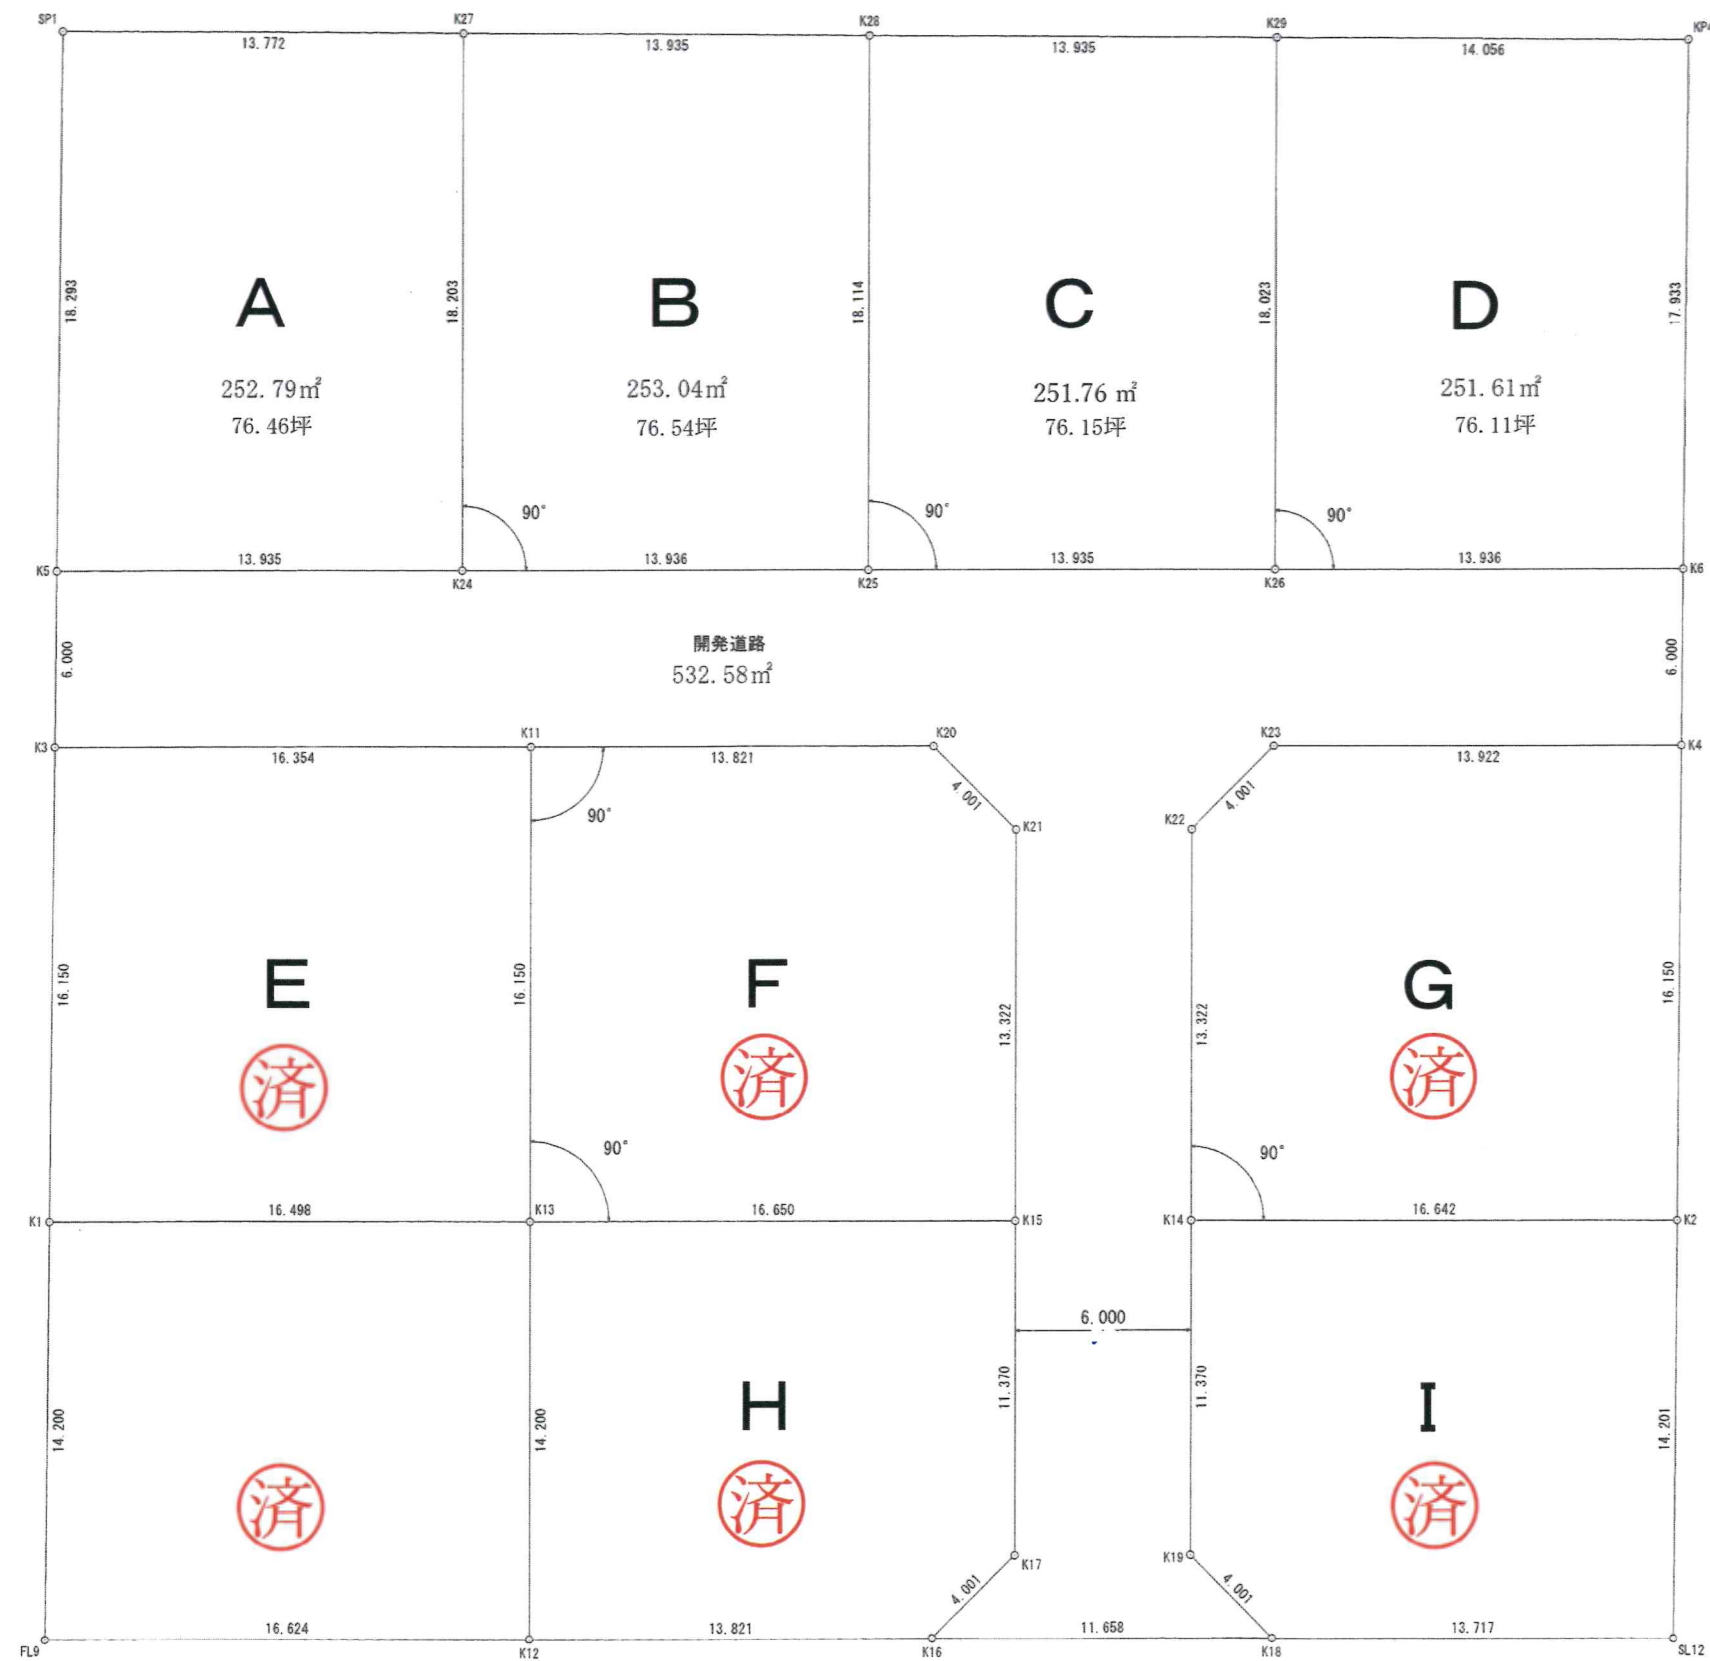 SP1
K27
K28
K29
KP4
13.772
13.935
13.935
14.056
18.293
18.203
18.114
18.023
17.933
A
B
C
D
252.79㎡
253.04㎡
251.76 ㎡
251.61㎡
76.46坪
76.54坪
76.15坪
76.11坪
90°
90°
90°
13.935
13.936
13.935
13.936
K5
K24
K25
K26
K6
6.000
開発道路
532.58㎡
6.000
K3
K11
K20
K23
K4
16.354
13.821
13.922
4.001
4.001
90°
K21
K22
16.150
16.150
13.322
13.322
16.150
E
F
G
済
済
済
90°
90°
16.498
16.650
16.642
K1
K13
K15
K14
K2
6.000
14.200
14.200
11.370
11.370
14.201
H
I
済
済
済
K17
K19
4.001
4.001
16.624
13.821
11.658
13.717
FL9
K12
K16
K18
SL12